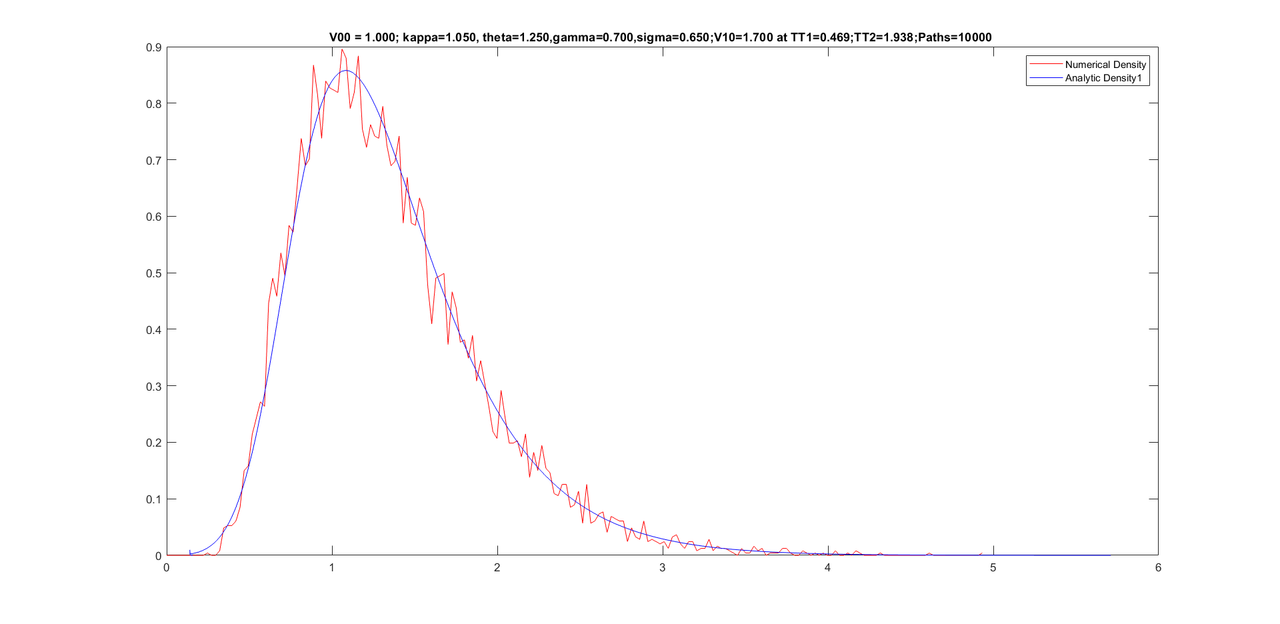 V00 = 1.000; kappa=1.050, theta=1.250,gamma=0.700,sigma=0.650;V10=1.700 at TT1=0.469;TT2=1.938;Paths=10000
Numerical Density
Analytic Density1
0.9
0.8
0.7
0.6
0.5
0.4
0.3
0.2
0.1
0
0 1 2 3 4 5 6